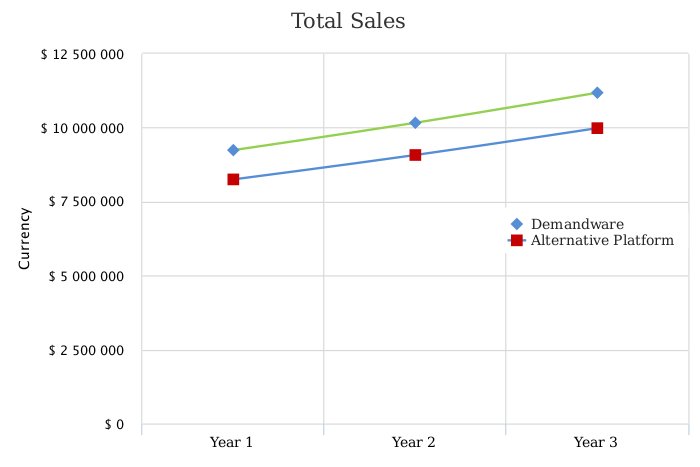 Total Sales
$ 12 500 000
$ 10 000 000
$ 7 500 000
$ 5 000 000
$ 2 500 000
$ 0
Currency
Demandware
Alternative Platform
Year 1
Year 2
Year 3